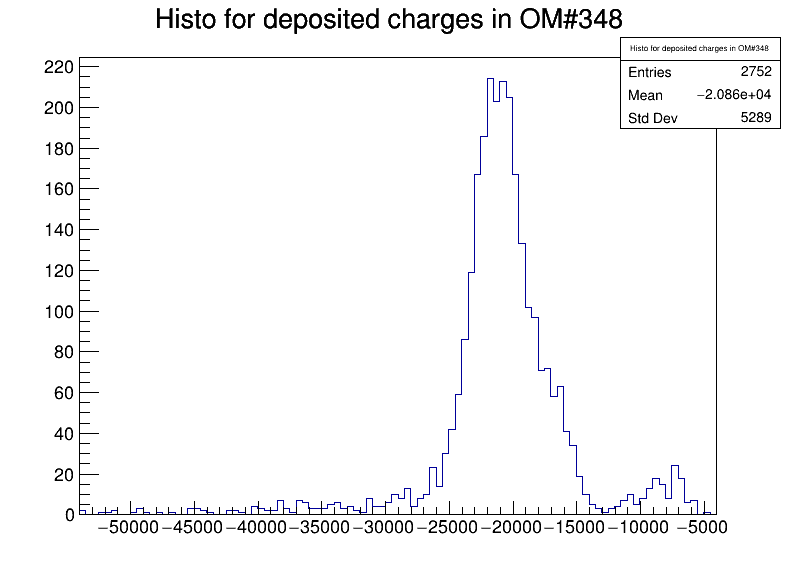 Histo for deposited charges in OM#348
Histo for deposited charges in OM#348
Entries 2752
Mean −2.086e+04
Std Dev 5289
220
200
180
160
140
120
100
80
60
40
20
0
−50000 −45000 −40000 −35000 −30000 −25000 −20000 −15000 −10000 −5000